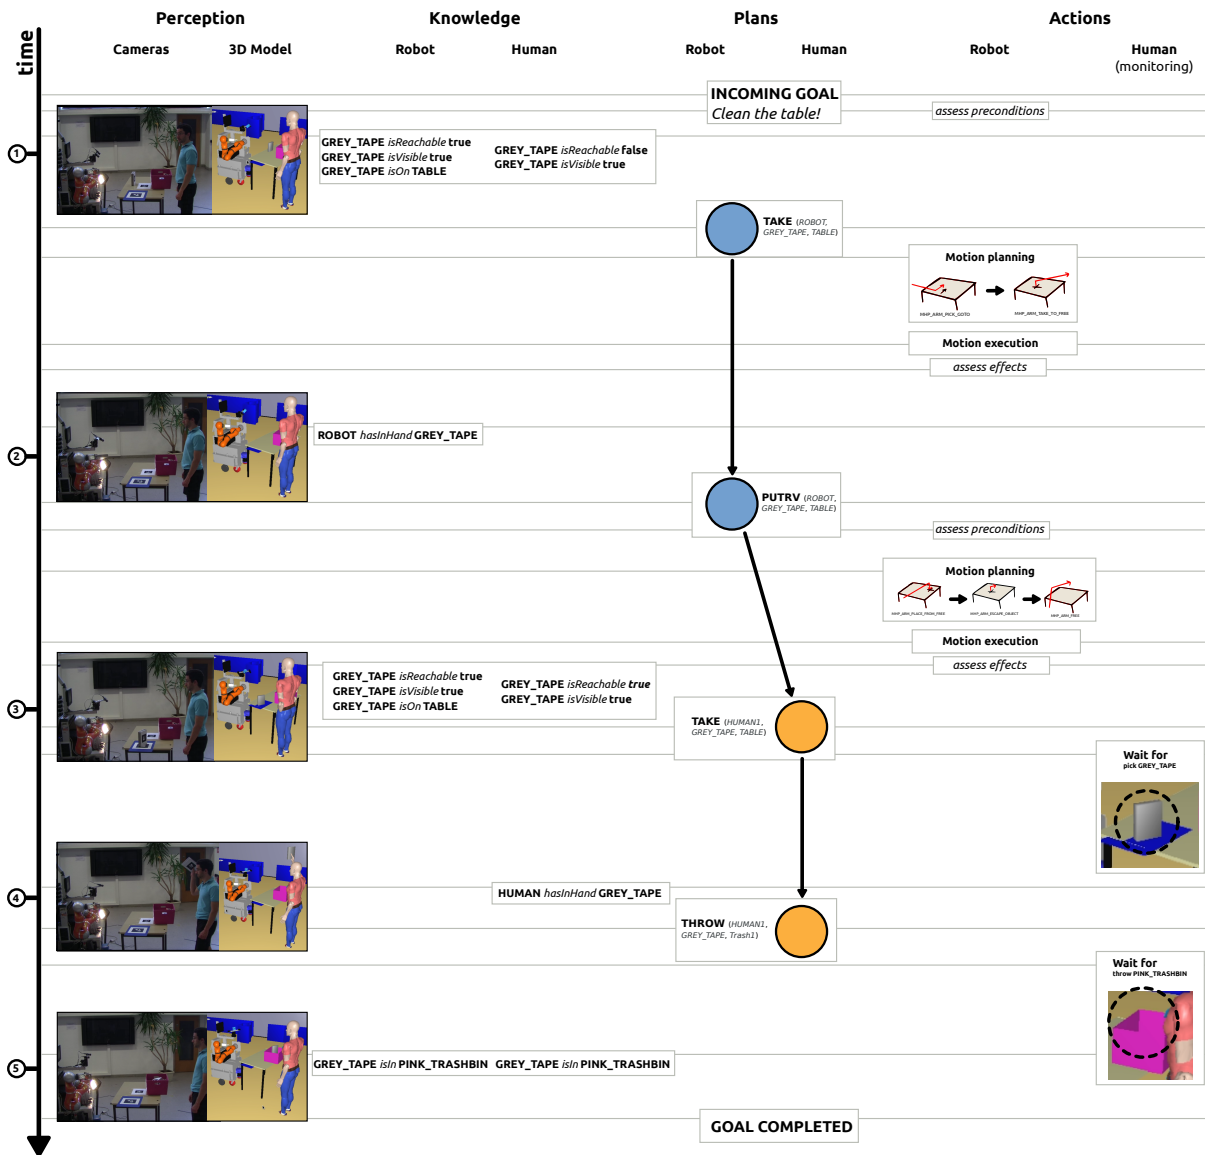 Perception Knowledge Plans Actions
Cameras 3D Model Robot Human Robot Human Robot Human
(monitoring)
time
INCOMING GOAL
Clean the table!
assess preconditions
1
GREY_TAPE isReachable true
GREY_TAPE isVisible true
GREY_TAPE isOn TABLE
GREY_TAPE isReachable false
GREY_TAPE isVisible true
TAKE (ROBOT,
GREY_TAPE, TABLE)
Motion planning
MHP_ARM_PICK_GOTO MHP_ARM_TAKE_TO_FREE
Motion execution
assess effects
2
ROBOT hasInHand GREY_TAPE
PUTRV (ROBOT,
GREY_TAPE, TABLE)
assess preconditions
Motion planning
MHP_ARM_PLACE_FROM_FREE MHP_ARM_ESCAPE_OBJECT MHP_ARM_FREE
Motion execution
assess effects
3
GREY_TAPE isReachable true
GREY_TAPE isVisible true
GREY_TAPE isOn TABLE
GREY_TAPE isReachable true
GREY_TAPE isVisible true
TAKE (HUMAN1,
GREY_TAPE, TABLE)
Wait for
pick GREY_TAPE
4
HUMAN hasInHand GREY_TAPE
THROW (HUMAN1,
GREY_TAPE, Trash1)
Wait for
throw PINK_TRASHBIN
5
GREY_TAPE isIn PINK_TRASHBIN GREY_TAPE isIn PINK_TRASHBIN
GOAL COMPLETED